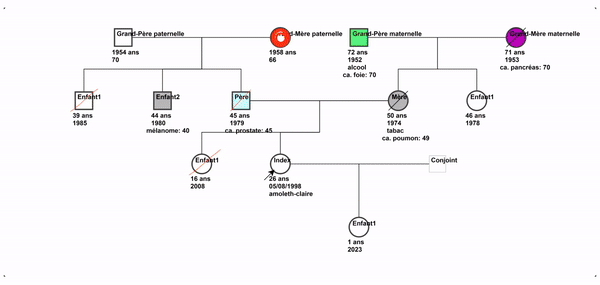 Grand-Père paternelle
Grand-Mère paternelle
Grand-Père maternelle
Grand-Mère maternelle
1954 ans
70
1958 ans
66
72 ans
1952
alcool
ca. foie: 70
71 ans
1953
ca. pancréas: 70
Enfant1
Enfant2
Père
Mère
Enfant1
39 ans
1985
44 ans
1980
mélanome: 40
45 ans
1979
ca. prostate: 45
50 ans
1974
tabac
ca. poumon: 49
46 ans
1978
Enfant1
Index
Conjoint
16 ans
2008
26 ans
05/08/1998
amoleth-claire
Enfant1
1 ans
2023